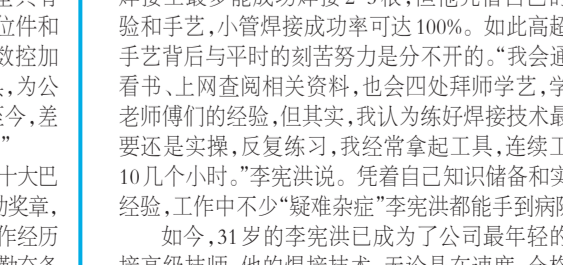 位件和
数控加
,为公
至今,差
”
十大巴
奖章,
作经历
验和手艺,小管焊接成功率可达100%。如此高超
手艺背后与平时的刻苦努力是分不开的。“我会通
看书、上网查阅相关资料,也会四处拜师学艺,学
老师傅们的经验,但其实,我认为练好焊接技术最
要还是实操,反复练习,我经常拿起工具,连续工
10几个小时。”李宪洪说。凭着自己知识储备和实
经验,工作中不少“疑难杂症”李宪洪都能手到病除
如今,31岁的李宪洪已成为了公司最年轻的